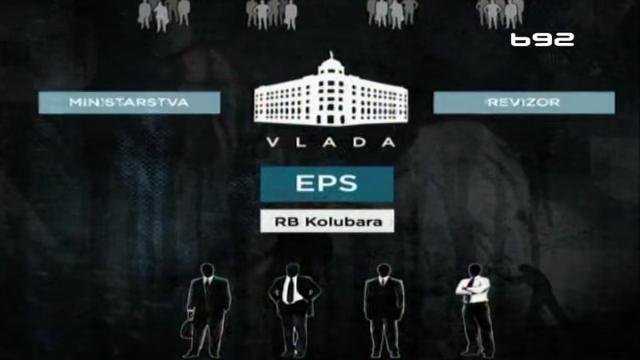 b92
MINISTARSTVA
REVIZOR
VLADA
EPS
RB Kolubara